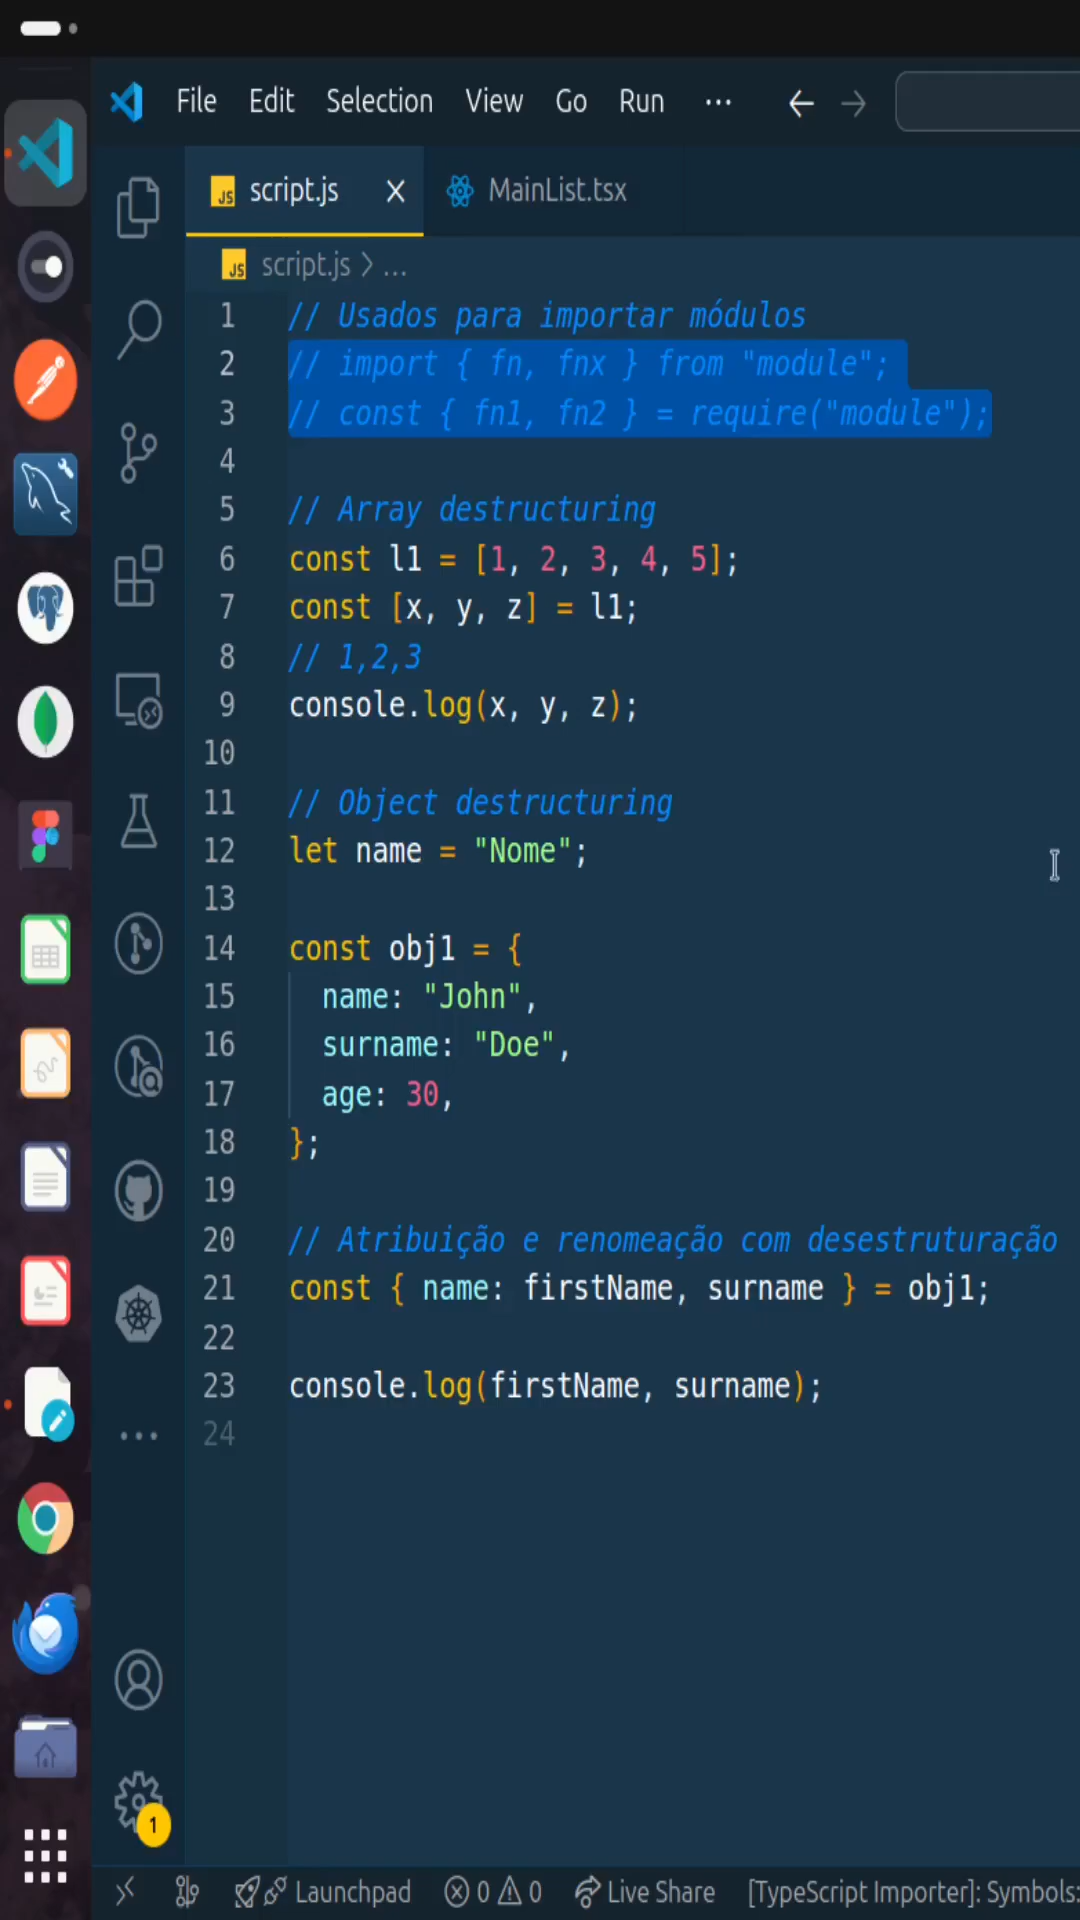 File Edit Selection View Go Run ···
JS script.js X MainList.tsx
JS script.js > ...
1 // Usados para importar módulos
2 // import { fn, fnx } from "module";
3 // const { fn1, fn2 } = require("module");
4
5 // Array destructuring
6 const l1 = [1, 2, 3, 4, 5];
7 const [x, y, z] = l1;
8 // 1,2,3
9 console.log(x, y, z);
10
11 // Object destructuring
12 let name = "Nome";
13
14 const obj1 = {
15 name: "John",
16 surname: "Doe",
17 age: 30,
18 };
19
20 // Atribuição e renomeação com desestruturação
21 const { name: firstName, surname } = obj1;
22
23 console.log(firstName, surname);
24
1
Launchpad 0 0 Live Share [TypeScript Importer]: Symbols: